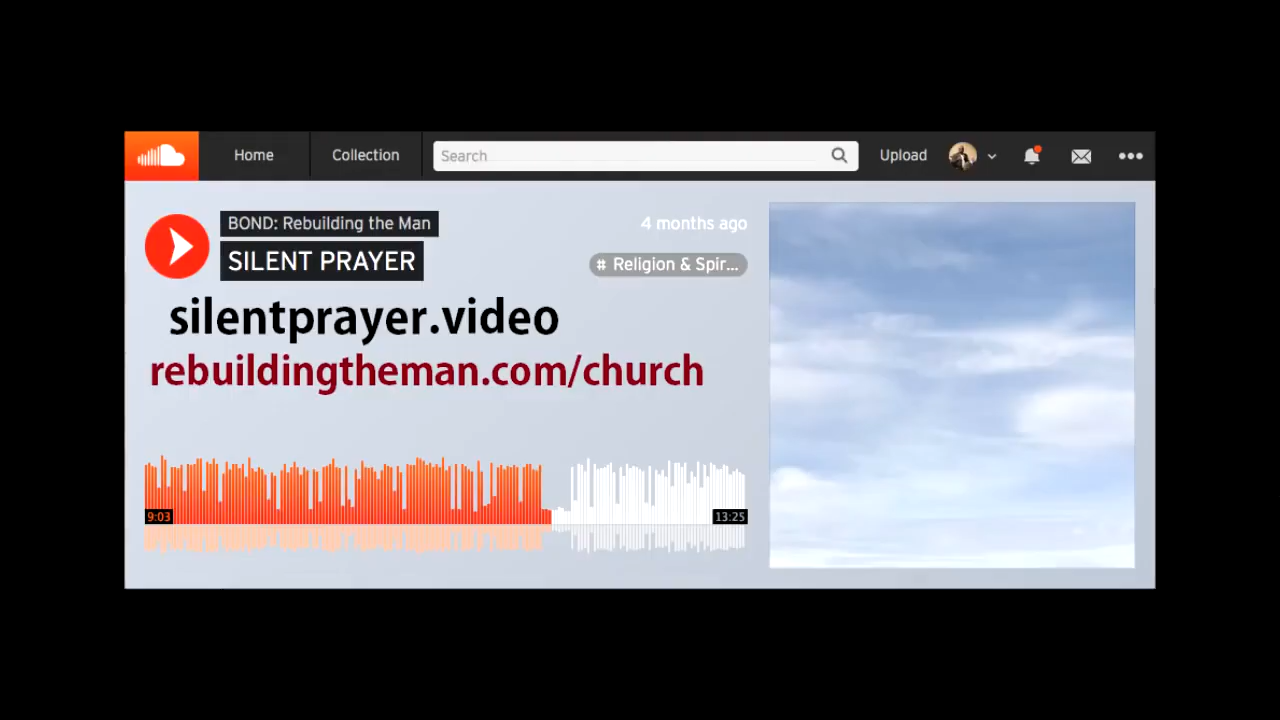 Home
Collection
Search
Upload
BOND: Rebuilding the Man
4 months ago
SILENT PRAYER
# Religion & Spir...
silentprayer.video
rebuildingtheman.com/church
9:03
13:25